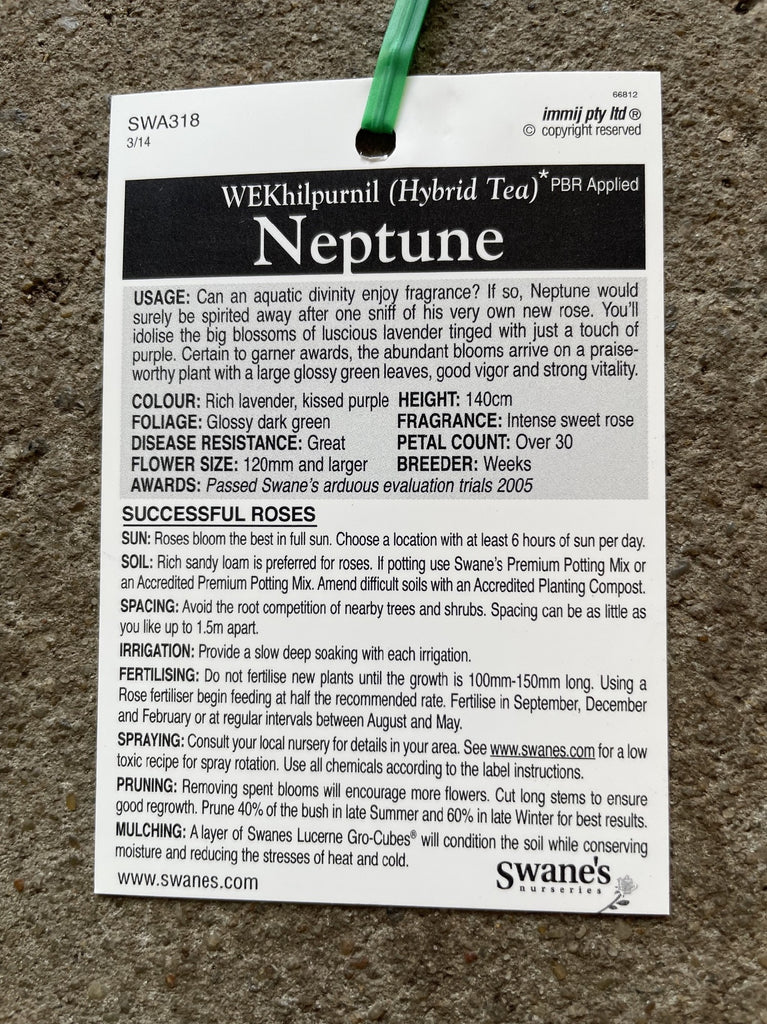 66812
SWA318
immij pty ltd ®
3/14
© copyright reserved
WEKhilpurnil (Hybrid Tea)* PBR Applied
Neptune
USAGE: Can an aquatic divinity enjoy fragrance? If so, Neptune would
surely be spirited away after one sniff of his very own new rose. You'll
idolise the big blossoms of luscious lavender tinged with just a touch of
purple. Certain to garner awards, the abundant blooms arrive on a praise-
worthy plant with a large glossy green leaves, good vigor and strong vitality.
COLOUR: Rich lavender, kissed purple HEIGHT: 140cm
FOLIAGE: Glossy dark green FRAGRANCE: Intense sweet rose
DISEASE RESISTANCE: Great PETAL COUNT: Over 30
FLOWER SIZE: 120mm and larger BREEDER: Weeks
AWARDS: Passed Swane's arduous evaluation trials 2005
SUCCESSFUL ROSES
SUN: Roses bloom the best in full sun. Choose a location with at least 6 hours of sun per day.
SOIL: Rich sandy loam is preferred for roses. If potting use Swane's Premium Potting Mix or
an Accredited Premium Potting Mix. Amend difficult soils with an Accredited Planting Compost.
SPACING: Avoid the root competition of nearby trees and shrubs. Spacing can be as little as
you like up to 1.5m apart.
IRRIGATION: Provide a slow deep soaking with each irrigation.
FERTILISING: Do not fertilise new plants until the growth is 100mm-150mm long. Using a
Rose fertiliser begin feeding at half the recommended rate. Fertilise in September, December
and February or at regular intervals between August and May.
SPRAYING: Consult your local nursery for details in your area. See www.swanes.com for a low
toxic recipe for spray rotation. Use all chemicals according to the label instructions.
PRUNING: Removing spent blooms will encourage more flowers. Cut long stems to ensure
good regrowth. Prune 40% of the bush in late Summer and 60% in late Winter for best results.
MULCHING: A layer of Swanes Lucerne Gro-Cubes® will condition the soil while conserving
moisture and reducing the stresses of heat and cold.
www.swanes.com
Swane's
nurseries